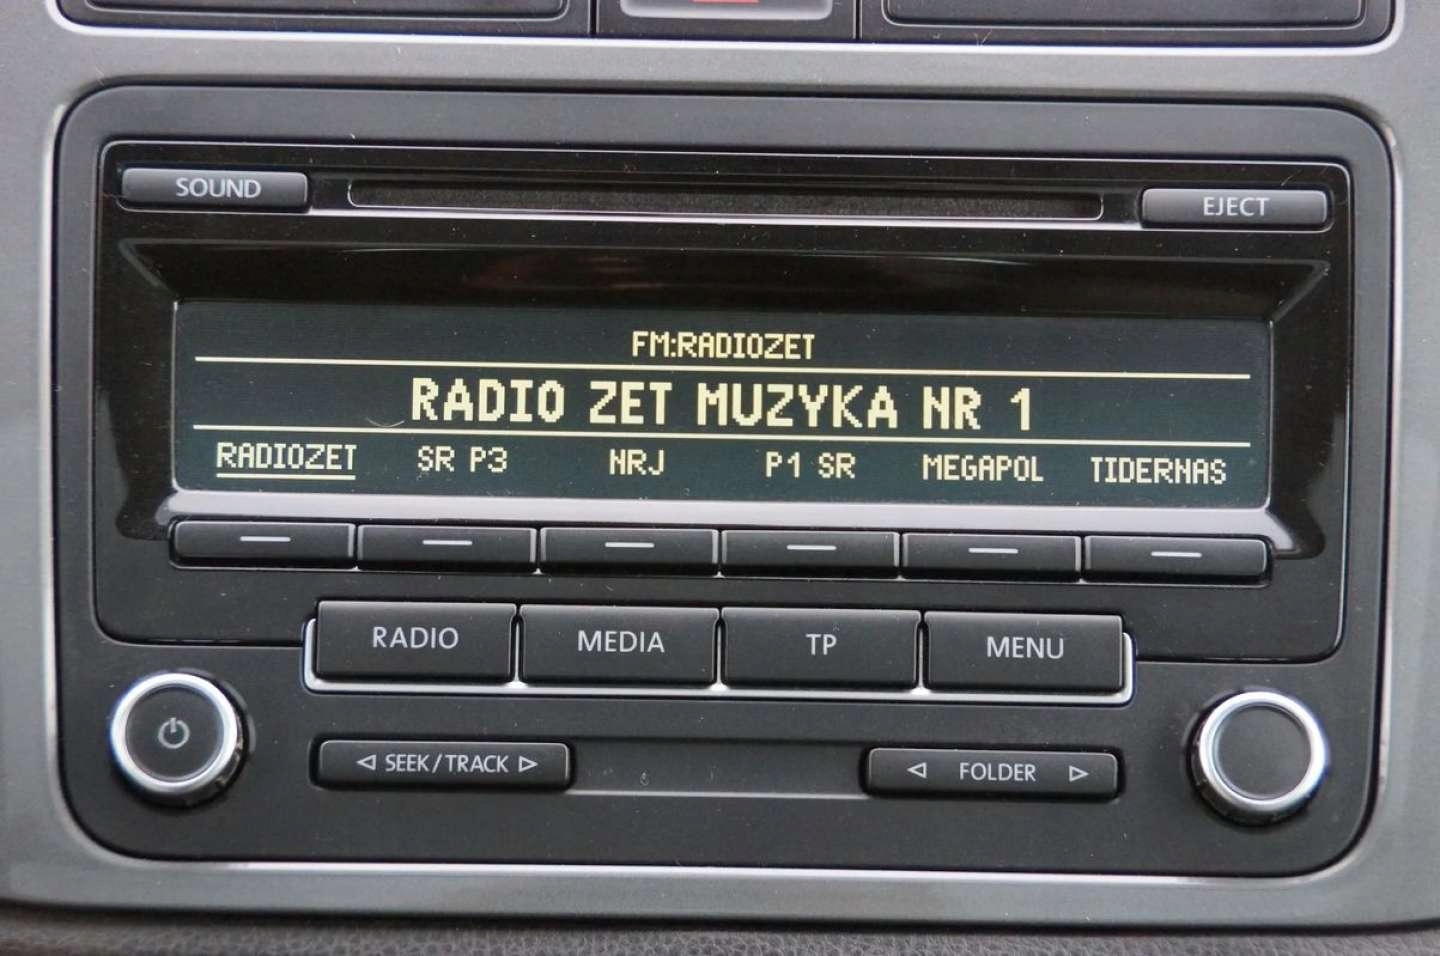 SOUND
EJECT
FM:RADIOZET
RADIO ZET MUZYKA NR 1
RADIOZET SR P3 NRJ P1 SR MEGAPOL TIDERNAS
RADIO MEDIA TP MENU
SEEK/TRACK
FOLDER